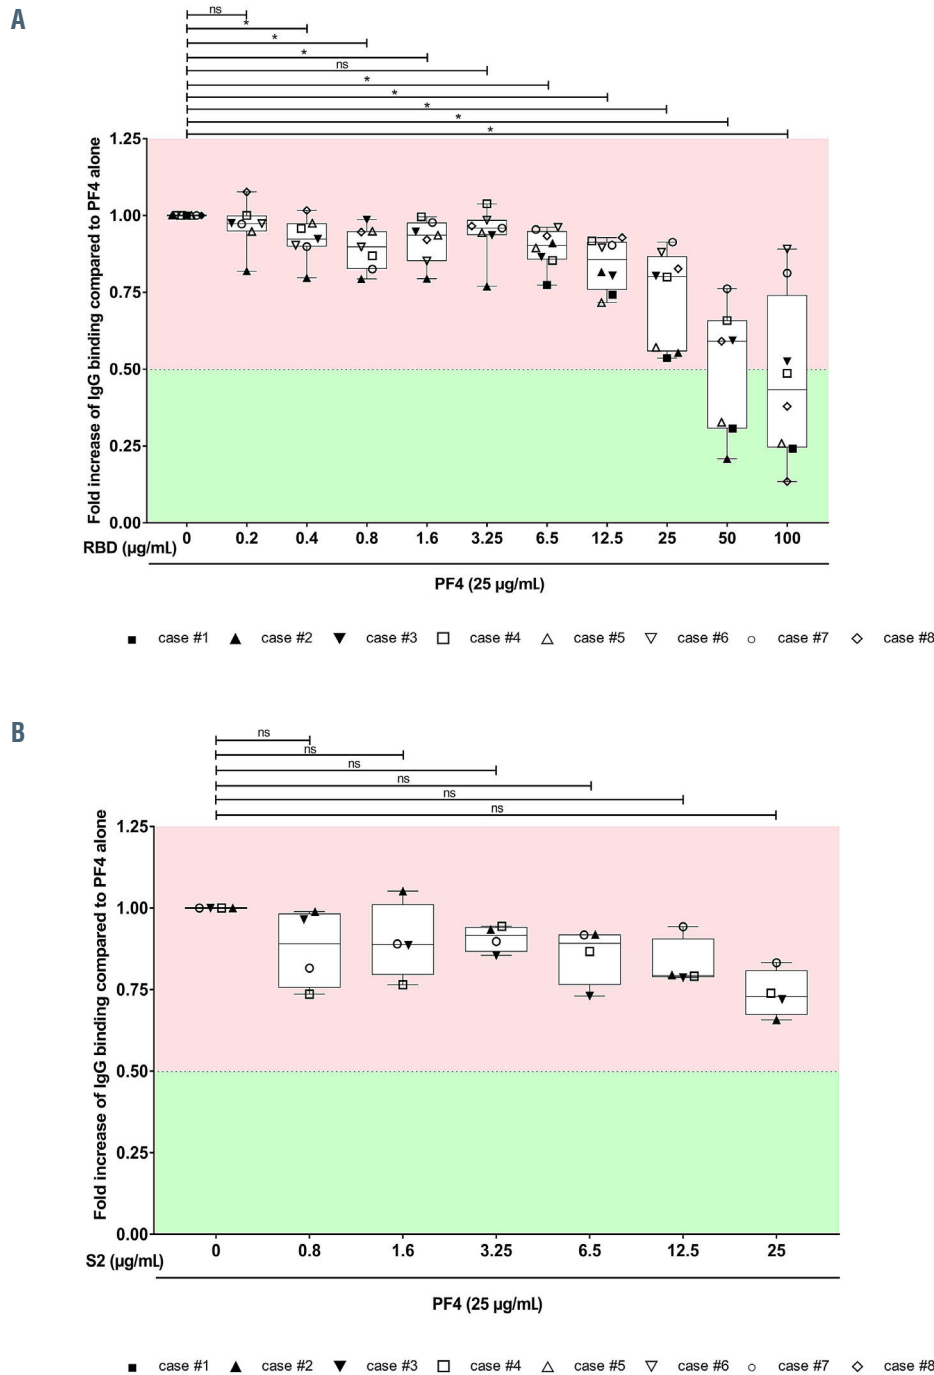 A
ns
*
*
*
ns
*
*
*
*
*
Fold increase of IgG binding compared to PF4 alone
1.25
1.00
0.75
0.50
0.25
0.00
RBD (µg/mL) 0 0.2 0.4 0.8 1.6 3.25 6.5 12.5 25 50 100
PF4 (25 µg/mL)
case #1 case #2 case #3 case #4 case #5 case #6 case #7 case #8
B
ns
ns
ns
ns
ns
ns
Fold increase of IgG binding compared to PF4 alone
1.25
1.00
0.75
0.50
0.25
0.00
S2 (µg/mL) 0 0.8 1.6 3.25 6.5 12.5 25
PF4 (25 µg/mL)
case #1 case #2 case #3 case #4 case #5 case #6 case #7 case #8